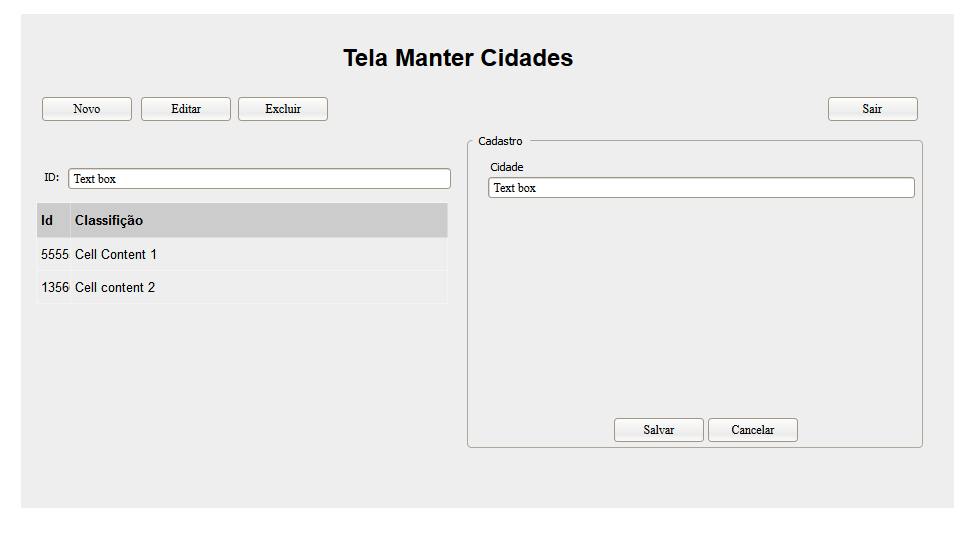 Tela Manter Cidades
Novo Editar Excluir Sair
Cadastro
Cidade
ID: Text box
Text box
Id Classifição
5555 Cell Content 1
1356 Cell content 2
Salvar Cancelar